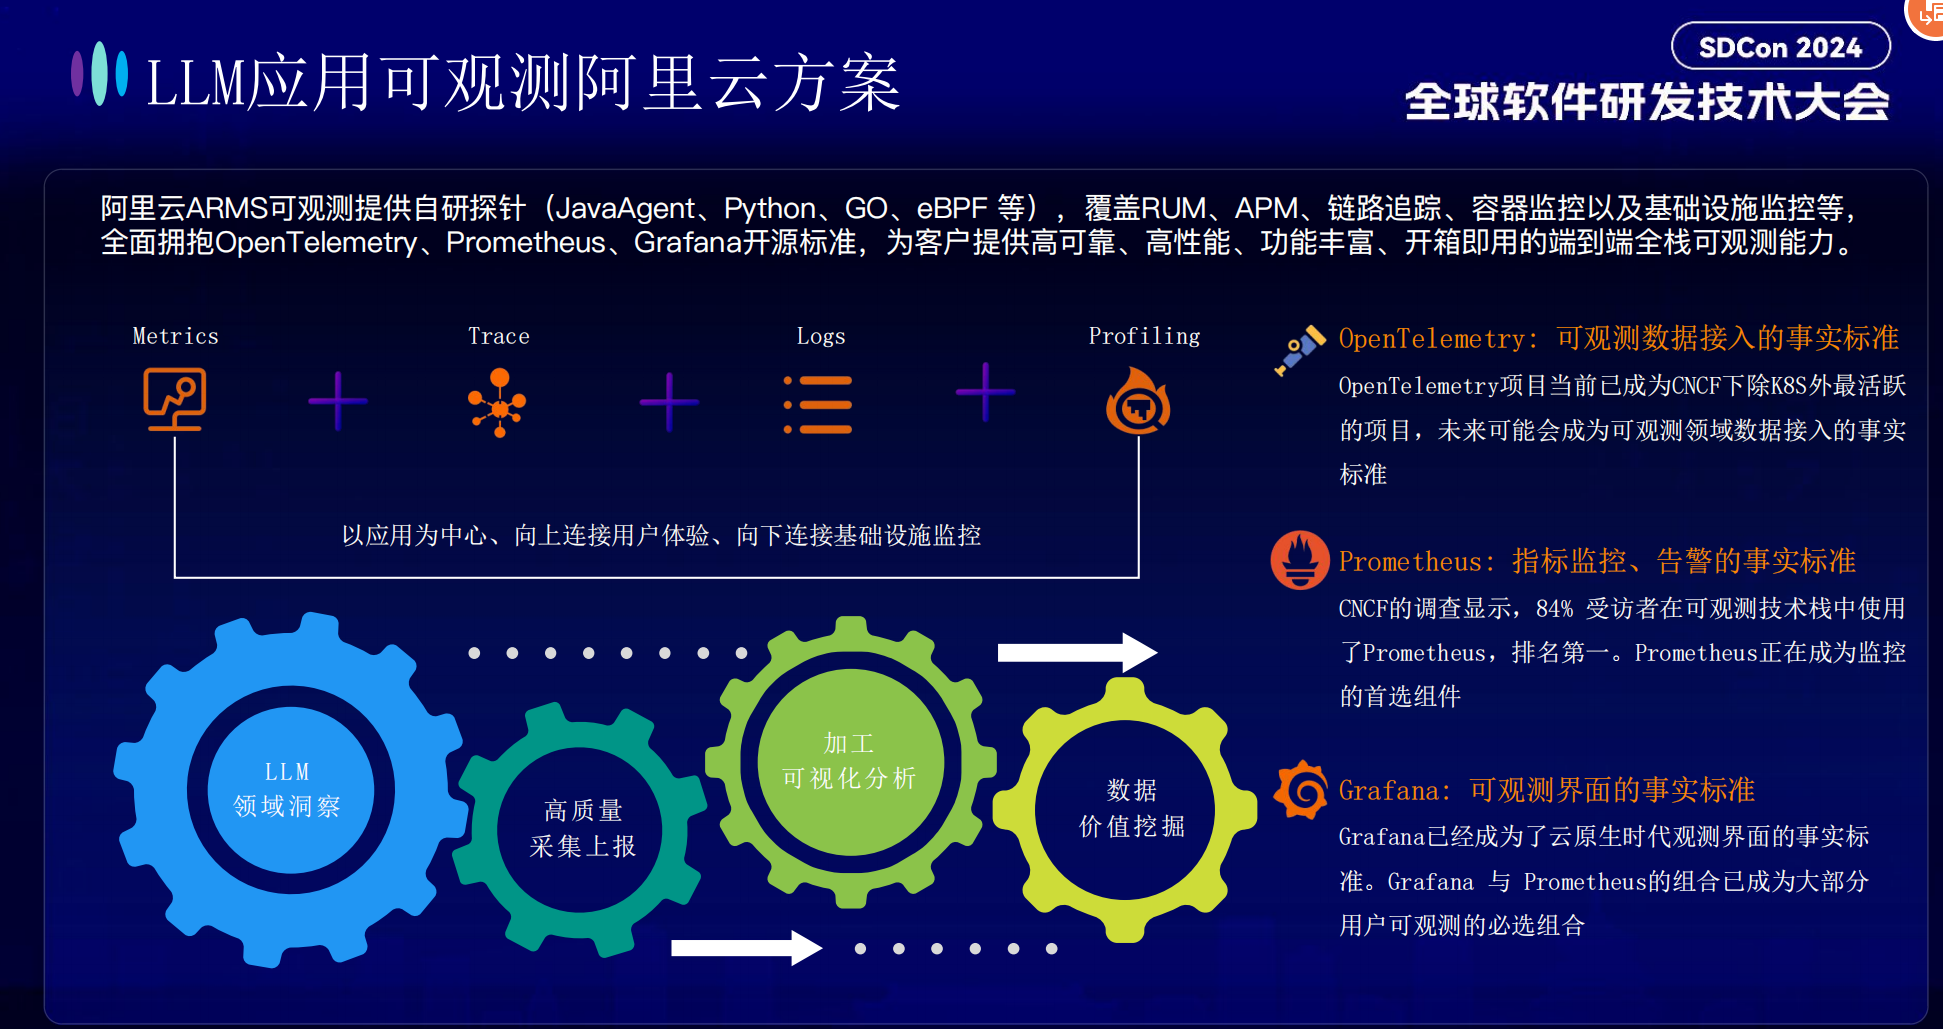 LLM应用可观测阿里云方案
SDCon 2024
全球软件研发技术大会
阿里云ARMS可观测提供自研探针（JavaAgent、Python、GO、eBPF 等），覆盖RUM、APM、链路追踪、容器监控以及基础设施监控等，
全面拥抱OpenTelemetry、Prometheus、Grafana开源标准，为客户提供高可靠、高性能、功能丰富、开箱即用的端到端全栈可观测能力。
Metrics
Trace
Logs
Profiling
以应用为中心、向上连接用户体验、向下连接基础设施监控
LLM
领域洞察
高质量
采集上报
加工
可视化分析
数据
价值挖掘
OpenTelemetry：可观测数据接入的事实标准
OpenTelemetry项目当前已成为CNCF下除K8S外最活跃
的项目，未来可能会成为可观测领域数据接入的事实
标准
Prometheus：指标监控、告警的事实标准
CNCF的调查显示，84% 受访者在可观测技术栈中使用
了Prometheus，排名第一。Prometheus正在成为监控
的首选组件
Grafana：可观测界面的事实标准
Grafana已经成为了云原生时代观测界面的事实标
准。Grafana 与 Prometheus的组合已成为大部分
用户可观测的必选组合